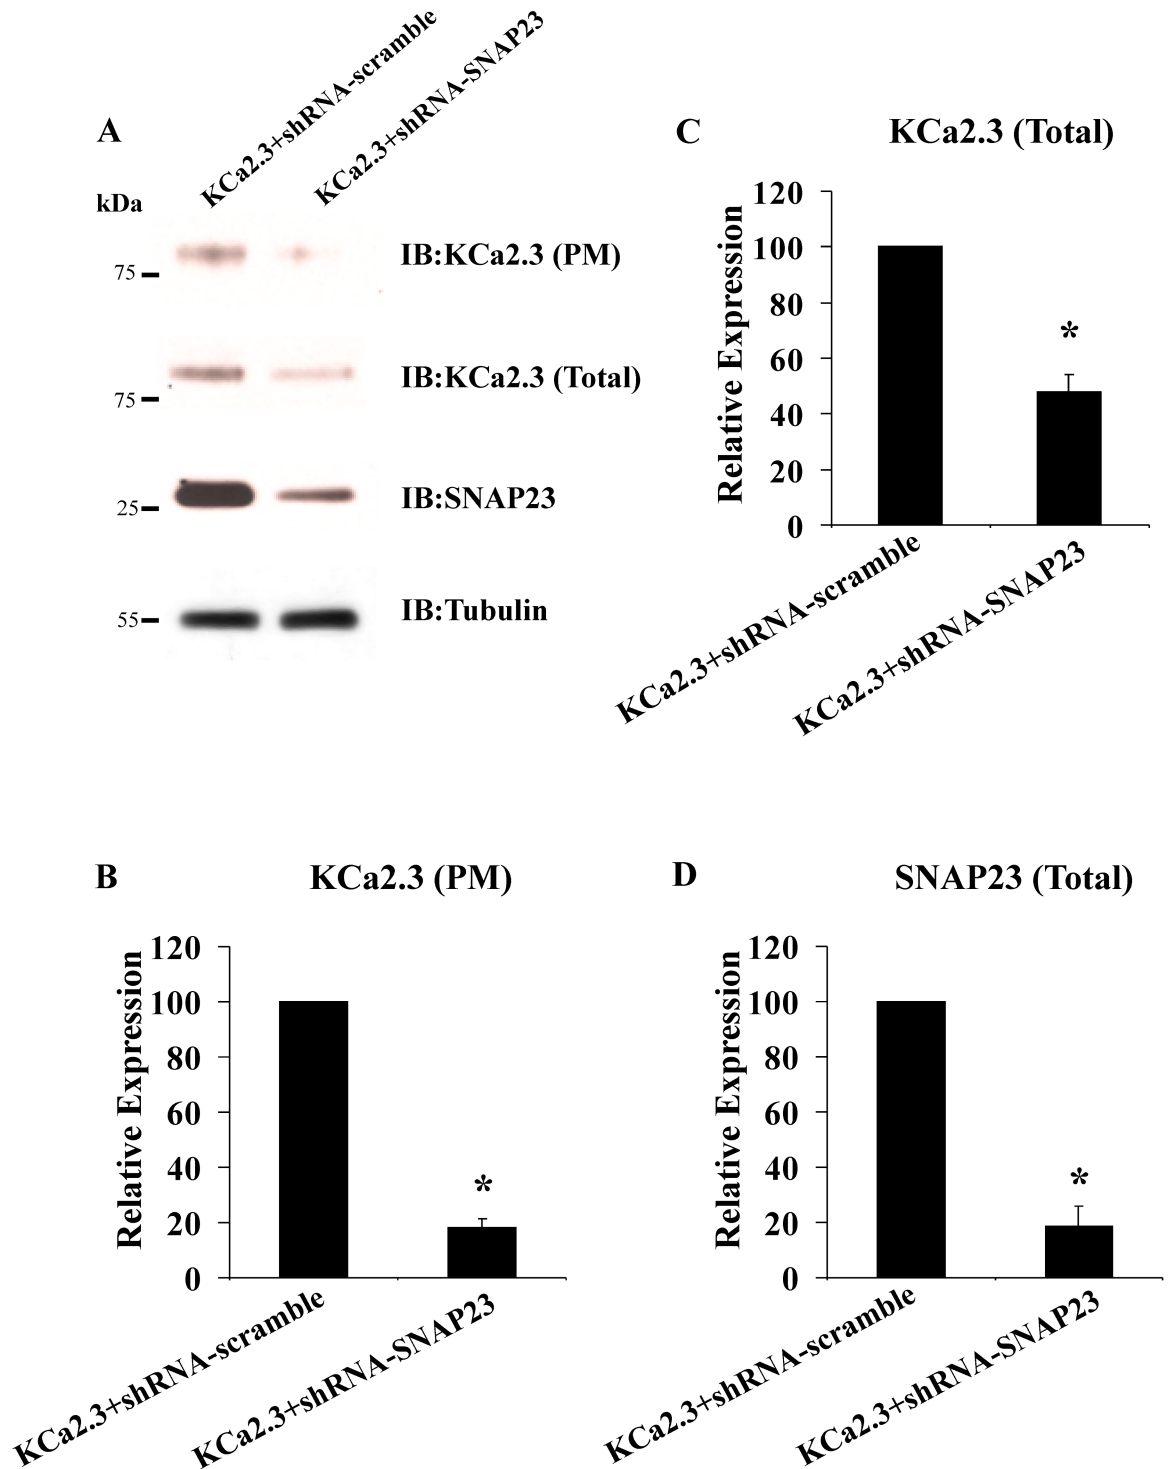 A
KCa2.3+shRNA-scramble
KCa2.3+shRNA-SNAP23
kDa
75
IB:KCa2.3 (PM)
75
IB:KCa2.3 (Total)
25
IB:SNAP23
55
IB:Tubulin
C
KCa2.3 (Total)
Relative Expression
120
100
80
60
40
20
0
*
KCa2.3+shRNA-scramble
KCa2.3+shRNA-SNAP23
B
KCa2.3 (PM)
Relative Expression
120
100
80
60
40
20
0
*
KCa2.3+shRNA-scramble
KCa2.3+shRNA-SNAP23
D
SNAP23 (Total)
Relative Expression
120
100
80
60
40
20
0
*
KCa2.3+shRNA-scramble
KCa2.3+shRNA-SNAP23